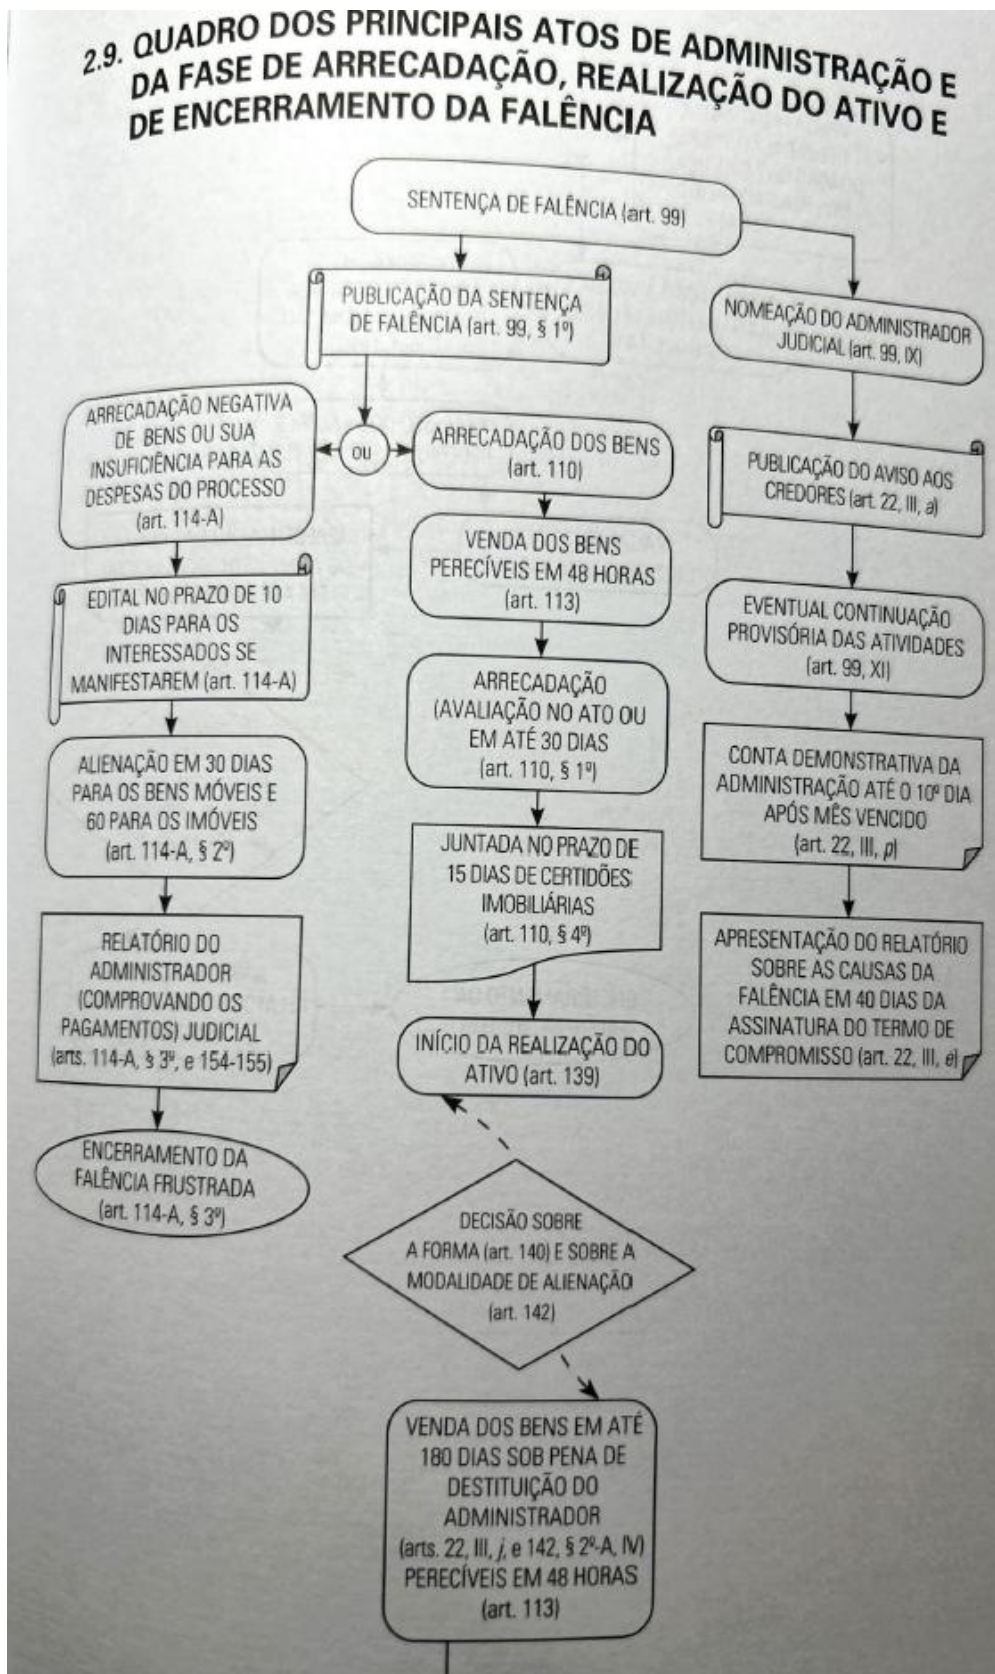 2.9. QUADRO DOS PRINCIPAIS ATOS DE ADMINISTRAÇÃO E
DA FASE DE ARRECADAÇÃO, REALIZAÇÃO DO ATIVO E
DE ENCERRAMENTO DA FALÊNCIA
SENTENÇA DE FALÊNCIA (art. 99)
PUBLICAÇÃO DA SENTENÇA
DE FALÊNCIA (art. 99, § 1º)
NOMEAÇÃO DO ADMINISTRADOR
JUDICIAL (art. 99, IX)
ARRECADAÇÃO NEGATIVA
DE BENS OU SUA
INSUFICIÊNCIA PARA AS
DESPESAS DO PROCESSO
(art. 114-A)
OU
ARRECADAÇÃO DOS BENS
(art. 110)
PUBLICAÇÃO DO AVISO AOS
CREDORES (art. 22, III, a)
EDITAL NO PRAZO DE 10
DIAS PARA OS
INTERESSADOS SE
MANIFESTAREM (art. 114-A)
VENDA DOS BENS
PERECÍVEIS EM 48 HORAS
(art. 113)
EVENTUAL CONTINUAÇÃO
PROVISÓRIA DAS ATIVIDADES
(art. 99, XI)
ALIENAÇÃO EM 30 DIAS
PARA OS BENS MÓVEIS E
60 PARA OS IMÓVEIS
(art. 114-A, § 2º)
ARRECADAÇÃO
(AVALIAÇÃO NO ATO OU
EM ATÉ 30 DIAS
(art. 110, § 1º)
CONTA DEMONSTRATIVA DA
ADMINISTRAÇÃO ATÉ O 10º DIA
APÓS MÊS VENCIDO
(art. 22, III, p)
RELATÓRIO DO
ADMINISTRADOR
(COMPROVANDO OS
PAGAMENTOS) JUDICIAL
(arts. 114-A, § 3º, e 154-155)
JUNTADA NO PRAZO DE
15 DIAS DE CERTIDÕES
IMOBILIÁRIAS
(art. 110, § 4º)
APRESENTAÇÃO DO RELATÓRIO
SOBRE AS CAUSAS DA
FALÊNCIA EM 40 DIAS DA
ASSINATURA DO TERMO DE
COMPROMISSO (art. 22, III, e)
ENCERRAMENTO DA
FALÊNCIA FRUSTRADA
(art. 114-A, § 3º)
INÍCIO DA REALIZAÇÃO DO
ATIVO (art. 139)
DECISÃO SOBRE
A FORMA (art. 140) E SOBRE A
MODALIDADE DE ALIENAÇÃO
(art. 142)
VENDA DOS BENS EM ATÉ
180 DIAS SOB PENA DE
DESTITUIÇÃO DO
ADMINISTRADOR
(arts. 22, III, j, e 142, § 2º-A, IV)
PERECÍVEIS EM 48 HORAS
(art. 113)